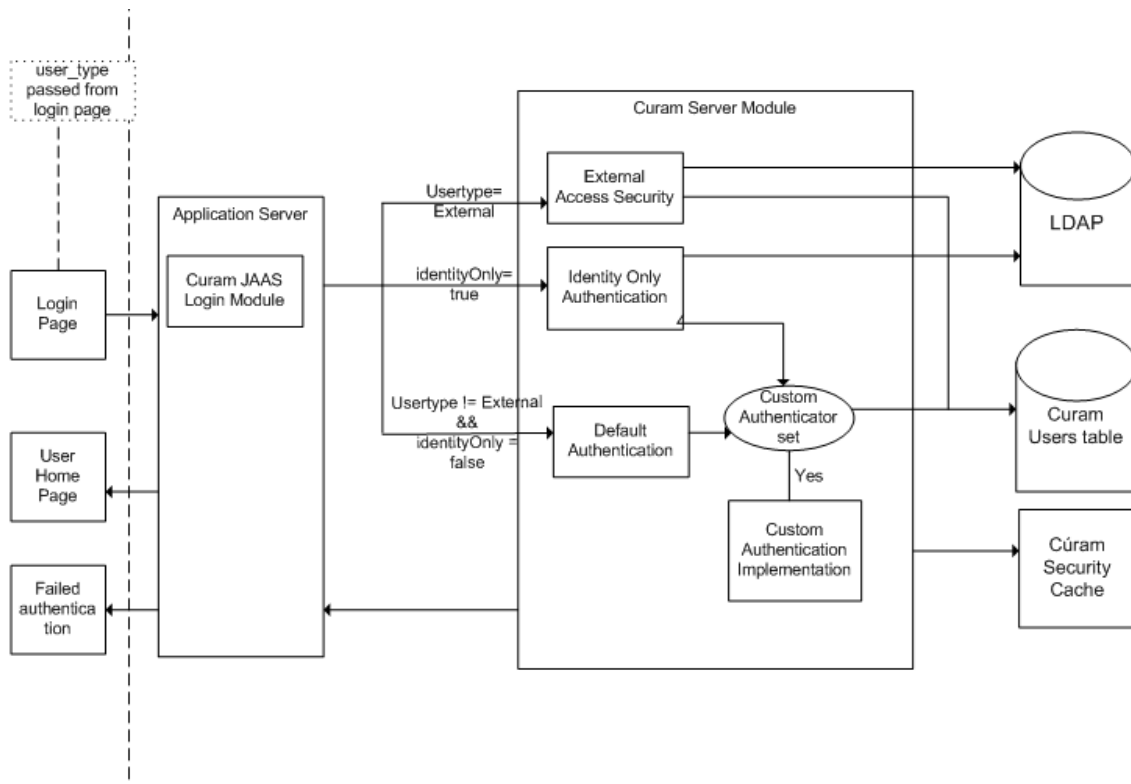 user_type
passed from
login page
Login
Page
User
Home
Page
Failed
authentica
tion
Application Server
Curam JAAS
Login Module
Usertype=
External
identityOnly=
true
Usertype != External
&&
identityOnly =
false
Curam Server Module
External
Access Security
Identity Only
Authentication
Default
Authentication
Custom
Authenticator
set
Yes
Custom
Authentication
Implementation
LDAP
Curam
Users table
Cúram
Security
Cache